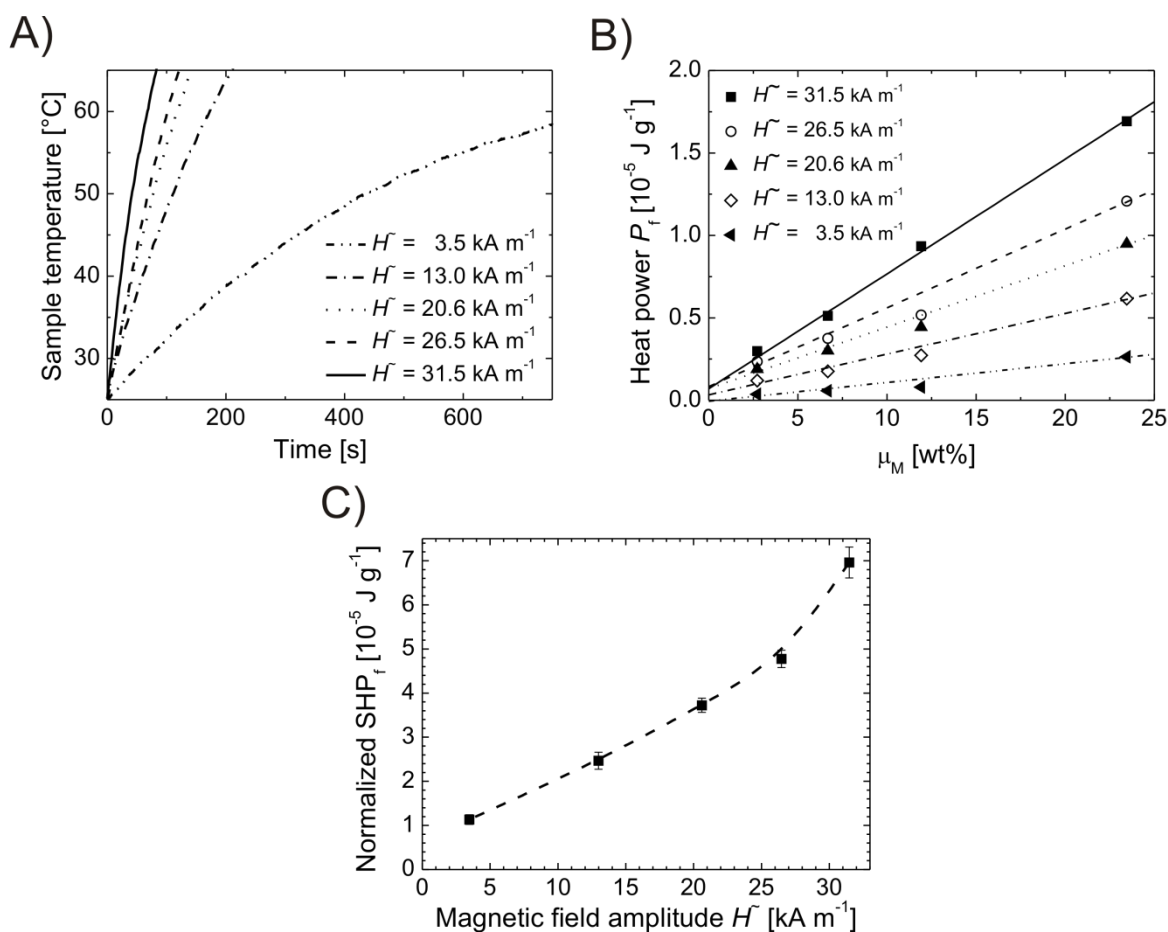 A)
Sample temperature [°C]
60
50
40
30
H˜ = 3.5 kA m⁻¹
H˜ = 13.0 kA m⁻¹
H˜ = 20.6 kA m⁻¹
H˜ = 26.5 kA m⁻¹
H˜ = 31.5 kA m⁻¹
0 200 400 600
Time [s]
B)
Heat power P_f [10⁻⁵ J g⁻¹]
2.0
1.5
1.0
0.5
0.0
H˜ = 31.5 kA m⁻¹
H˜ = 26.5 kA m⁻¹
H˜ = 20.6 kA m⁻¹
H˜ = 13.0 kA m⁻¹
H˜ = 3.5 kA m⁻¹
0 5 10 15 20 25
μ_M [wt%]
C)
Normalized SHP_f [10⁻⁵ J g⁻¹]
7
6
5
4
3
2
1
0
0 5 10 15 20 25 30
Magnetic field amplitude H˜ [kA m⁻¹]